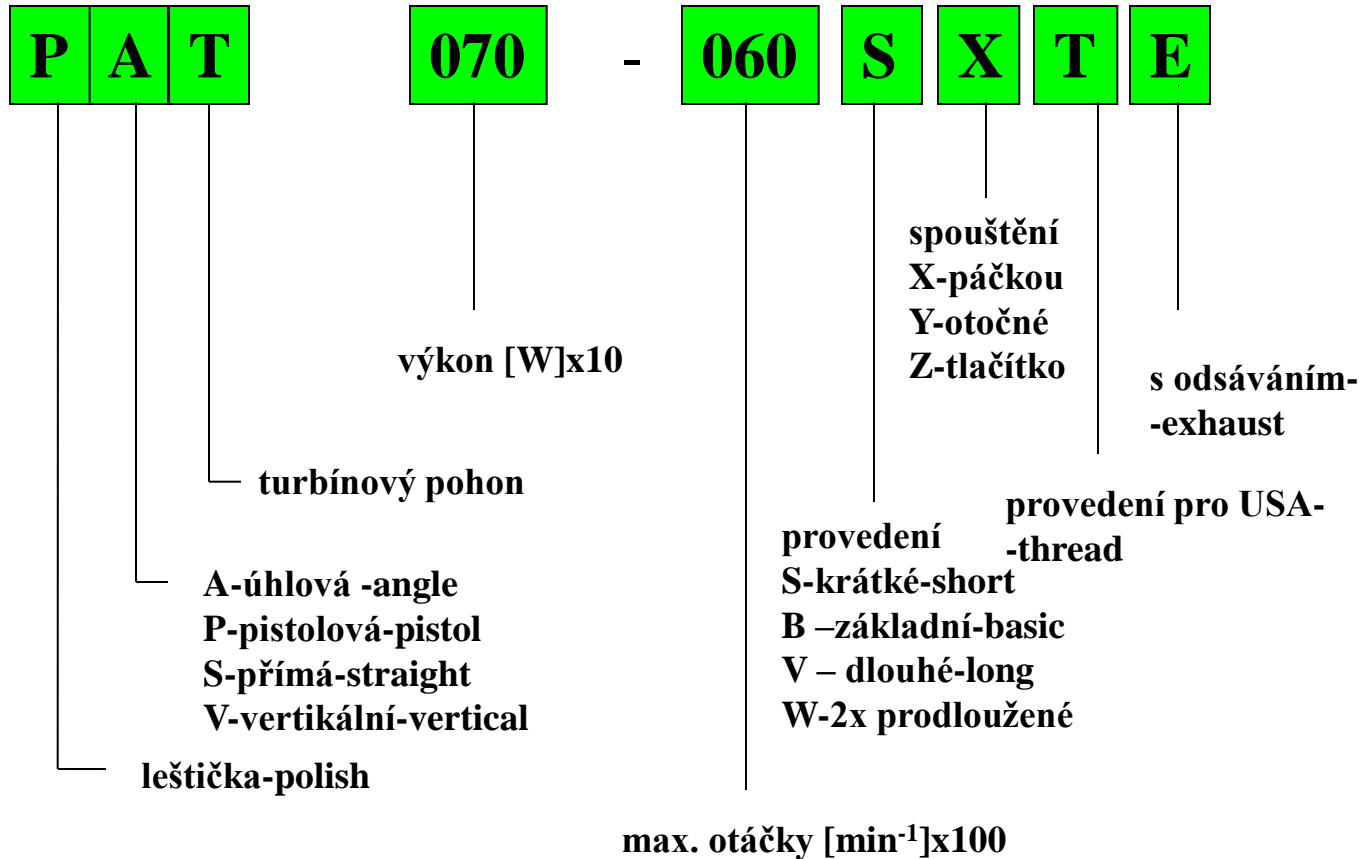 P A T 070 - 060 S X T E
spouštění
X-páčkou
Y-otočné
Z-tlačítko
výkon [W]x10
s odsáváním-
-exhaust
turbínový pohon
provedení pro USA-
-thread
provedení
S-krátké-short
B –základní-basic
V – dlouhé-long
W-2x prodloužené
A-úhlová -angle
P-pistolová-pistol
S-přímá-straight
V-vertikální-vertical
leštička-polish
max. otáčky [min-1]x100